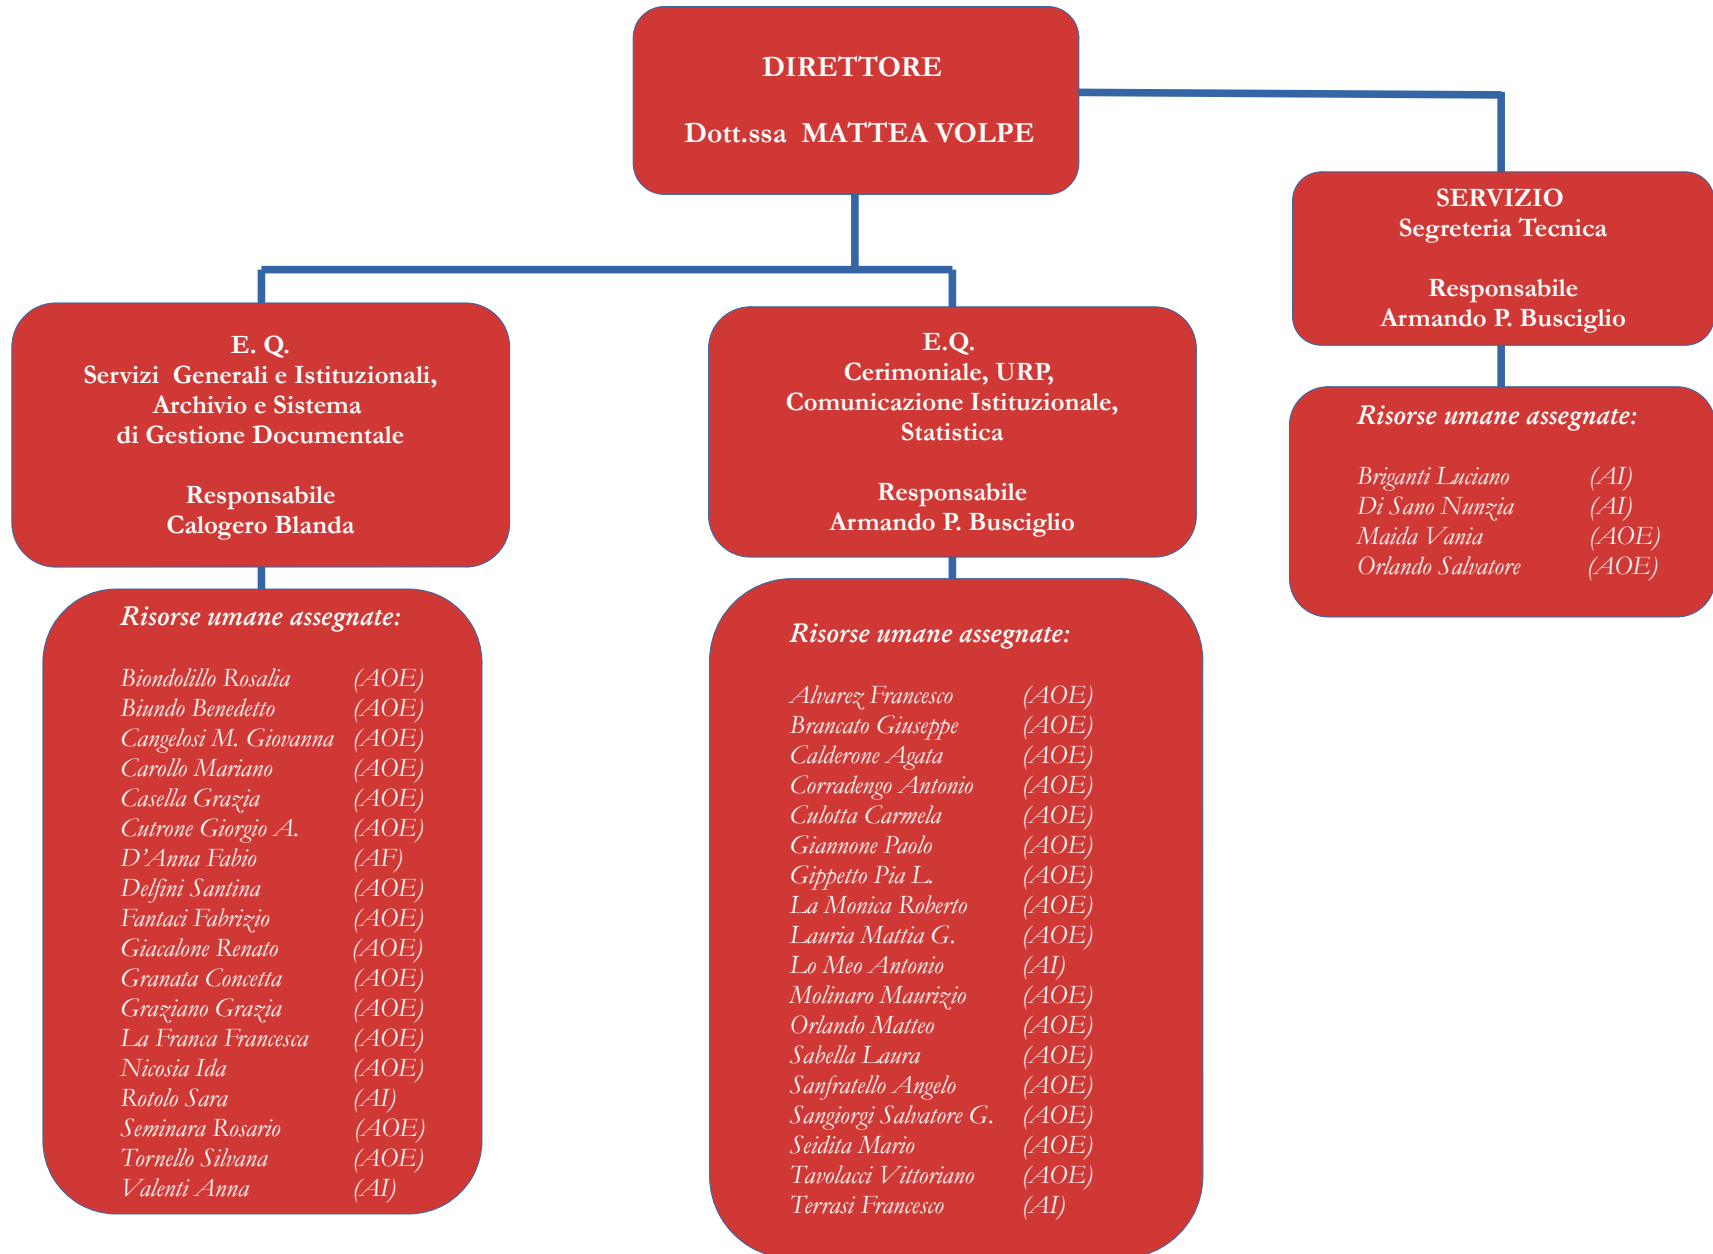 DIRETTORE
Dott.ssa MATTEA VOLPE
SERVIZIO
Segreteria Tecnica
Responsabile
Armando P. Busciglio
Risorse umane assegnate:
Briganti Luciano (AI)
Di Sano Nunzia (AI)
Maida Vania (AOE)
Orlando Salvatore (AOE)
E. Q.
Servizi Generali e Istituzionali,
Archivio e Sistema
di Gestione Documentale
Responsabile
Calogero Blanda
Risorse umane assegnate:
Biondolillo Rosalia (AOE)
Biundo Benedetto (AOE)
Cangelosi M. Giovanna (AOE)
Carollo Mariano (AOE)
Casella Grazia (AOE)
Cutrone Giorgio A. (AOE)
D’Anna Fabio (AF)
Delfini Santina (AOE)
Fantaci Fabrizio (AOE)
Giacalone Renato (AOE)
Granata Concetta (AOE)
Graziano Grazia (AOE)
La Franca Francesca (AOE)
Nicosia Ida (AOE)
Rotolo Sara (AI)
Seminara Rosario (AOE)
Tornello Silvana (AOE)
Valenti Anna (AI)
E.Q.
Cerimoniale, URP,
Comunicazione Istituzionale,
Statistica
Responsabile
Armando P. Busciglio
Risorse umane assegnate:
Alvarez Francesco (AOE)
Brancato Giuseppe (AOE)
Calderone Agata (AOE)
Corradengo Antonio (AOE)
Culotta Carmela (AOE)
Giannone Paolo (AOE)
Gippetto Pia L. (AOE)
La Monica Roberto (AOE)
Lauria Mattia G. (AOE)
Lo Meo Antonio (AI)
Molinaro Maurizio (AOE)
Orlando Matteo (AOE)
Sabella Laura (AOE)
Sanfratello Angelo (AOE)
Sangiorgi Salvatore G. (AOE)
Seidita Mario (AOE)
Tavolacci Vittoriano (AOE)
Terrasi Francesco (AI)